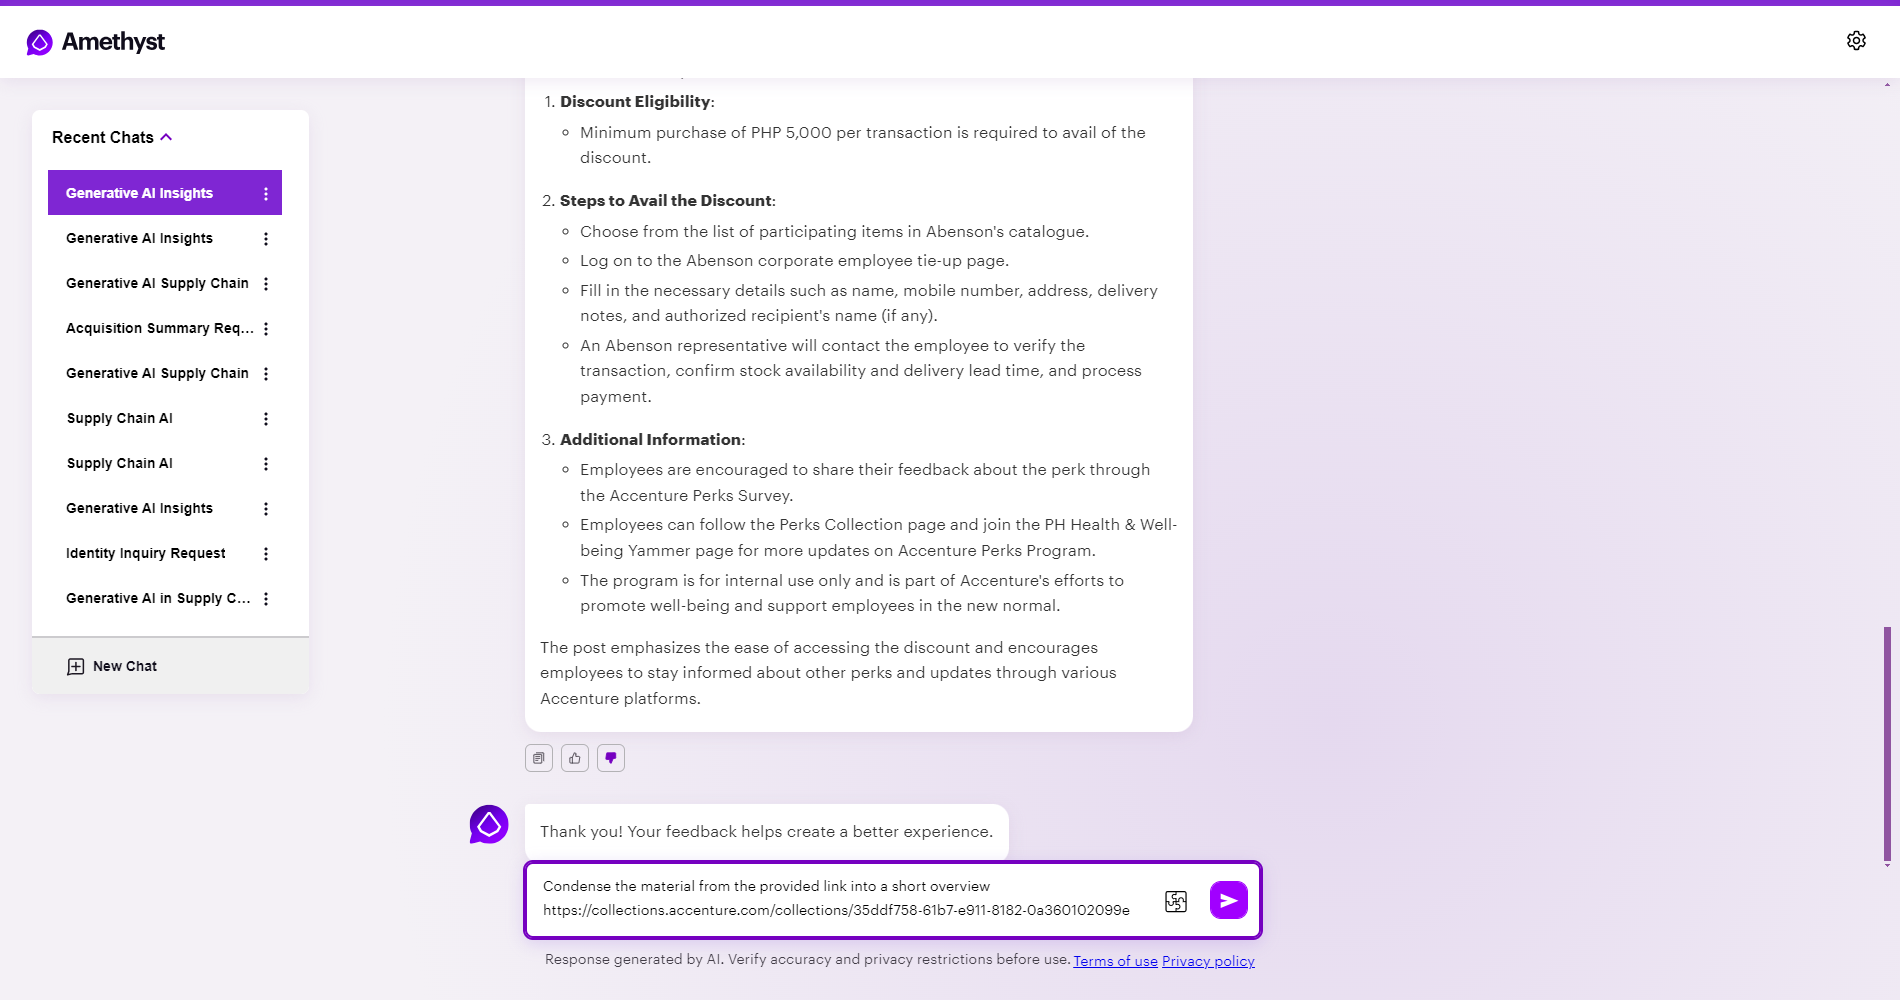 Amethyst
Recent Chats
Generative AI Insights
Generative AI Insights
Generative AI Supply Chain
Acquisition Summary Req...
Generative AI Supply Chain
Supply Chain AI
Supply Chain AI
Generative AI Insights
Identity Inquiry Request
Generative AI in Supply C...
New Chat
1. Discount Eligibility:
Minimum purchase of PHP 5,000 per transaction is required to avail of the
discount.
2. Steps to Avail the Discount:
Choose from the list of participating items in Abenson's catalogue.
Log on to the Abenson corporate employee tie-up page.
Fill in the necessary details such as name, mobile number, address, delivery
notes, and authorized recipient's name (if any).
An Abenson representative will contact the employee to verify the
transaction, confirm stock availability and delivery lead time, and process
payment.
3. Additional Information:
Employees are encouraged to share their feedback about the perk through
the Accenture Perks Survey.
Employees can follow the Perks Collection page and join the PH Health & Well-
being Yammer page for more updates on Accenture Perks Program.
The program is for internal use only and is part of Accenture's efforts to
promote well-being and support employees in the new normal.
The post emphasizes the ease of accessing the discount and encourages
employees to stay informed about other perks and updates through various
Accenture platforms.
Thank you! Your feedback helps create a better experience.
Condense the material from the provided link into a short overview
https://collections.accenture.com/collections/35ddf758-61b7-e911-8182-0a360102099e
Response generated by AI. Verify accuracy and privacy restrictions before use. Terms of use Privacy policy